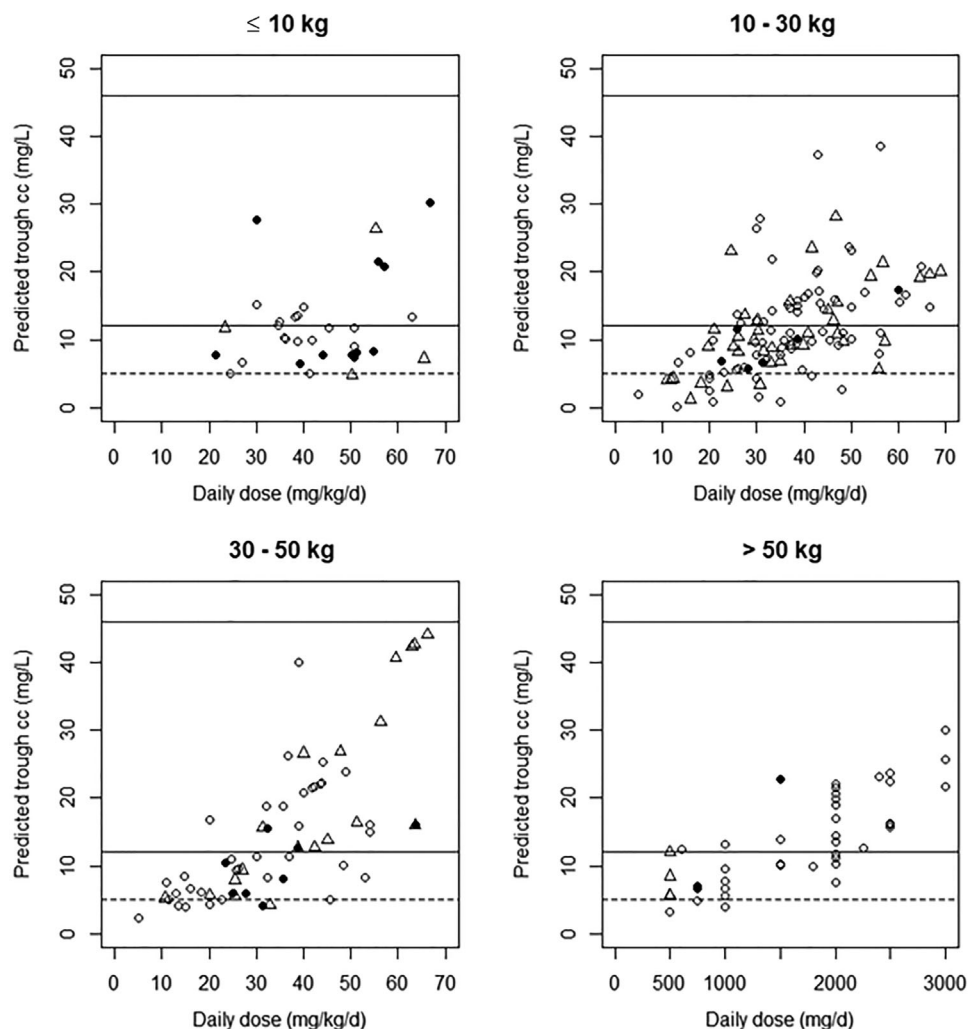 ≤ 10 kg
Predicted trough cc (mg/L)
50
40
30
20
10
0
0 10 20 30 40 50 60 70
Daily dose (mg/kg/d)
10 - 30 kg
Predicted trough cc (mg/L)
50
40
30
20
10
0
0 10 20 30 40 50 60 70
Daily dose (mg/kg/d)
30 - 50 kg
Predicted trough cc (mg/L)
50
40
30
20
10
0
0 10 20 30 40 50 60 70
Daily dose (mg/kg/d)
> 50 kg
Predicted trough cc (mg/L)
50
40
30
20
10
0
0 500 1000 2000 3000
Daily dose (mg/d)